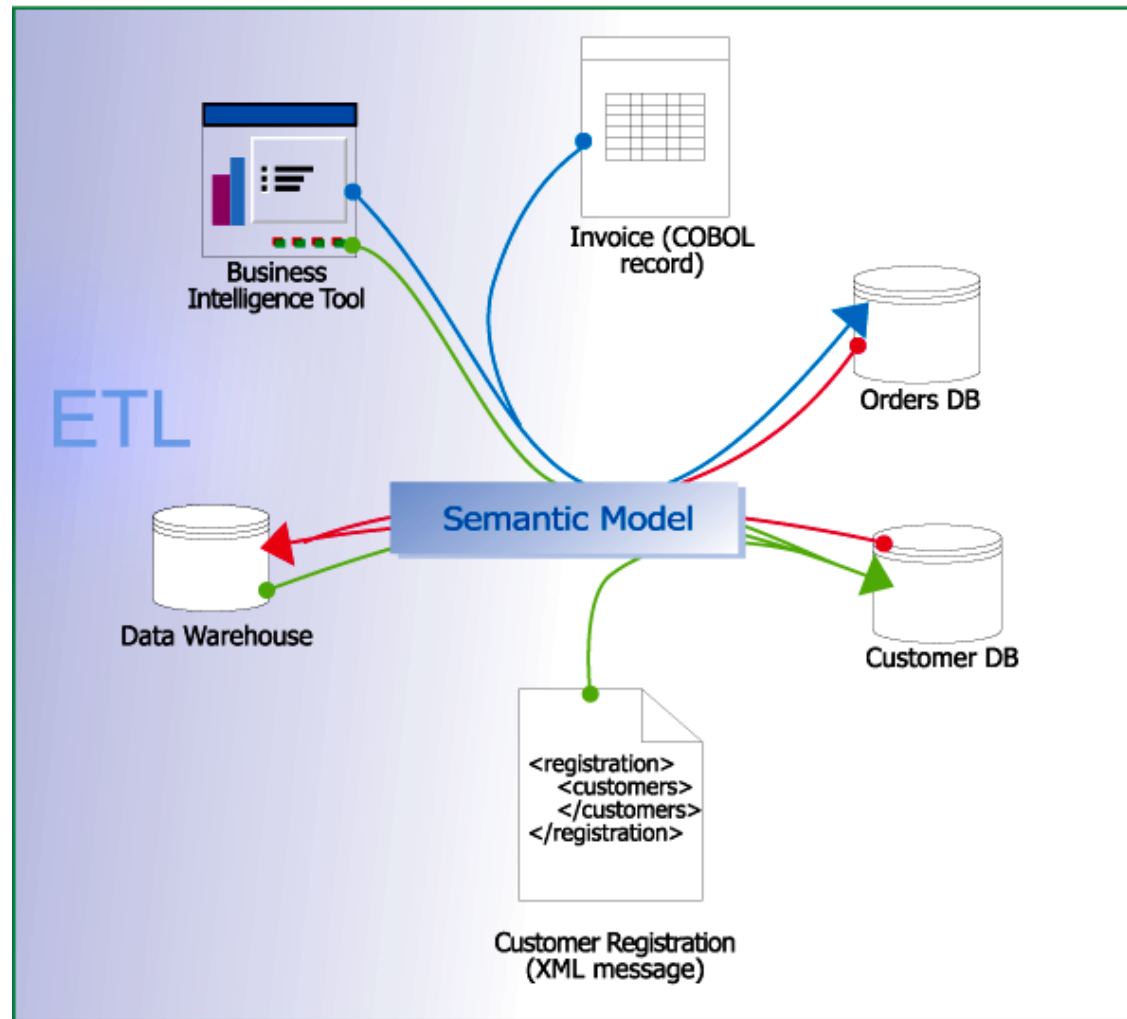 Invoice (COBOL
record)
Business
Intelligence Tool
Orders DB
ETL
Semantic Model
Data Warehouse
Customer DB
<registration>
<customers>
</customers>
</registration>
Customer Registration
(XML message)